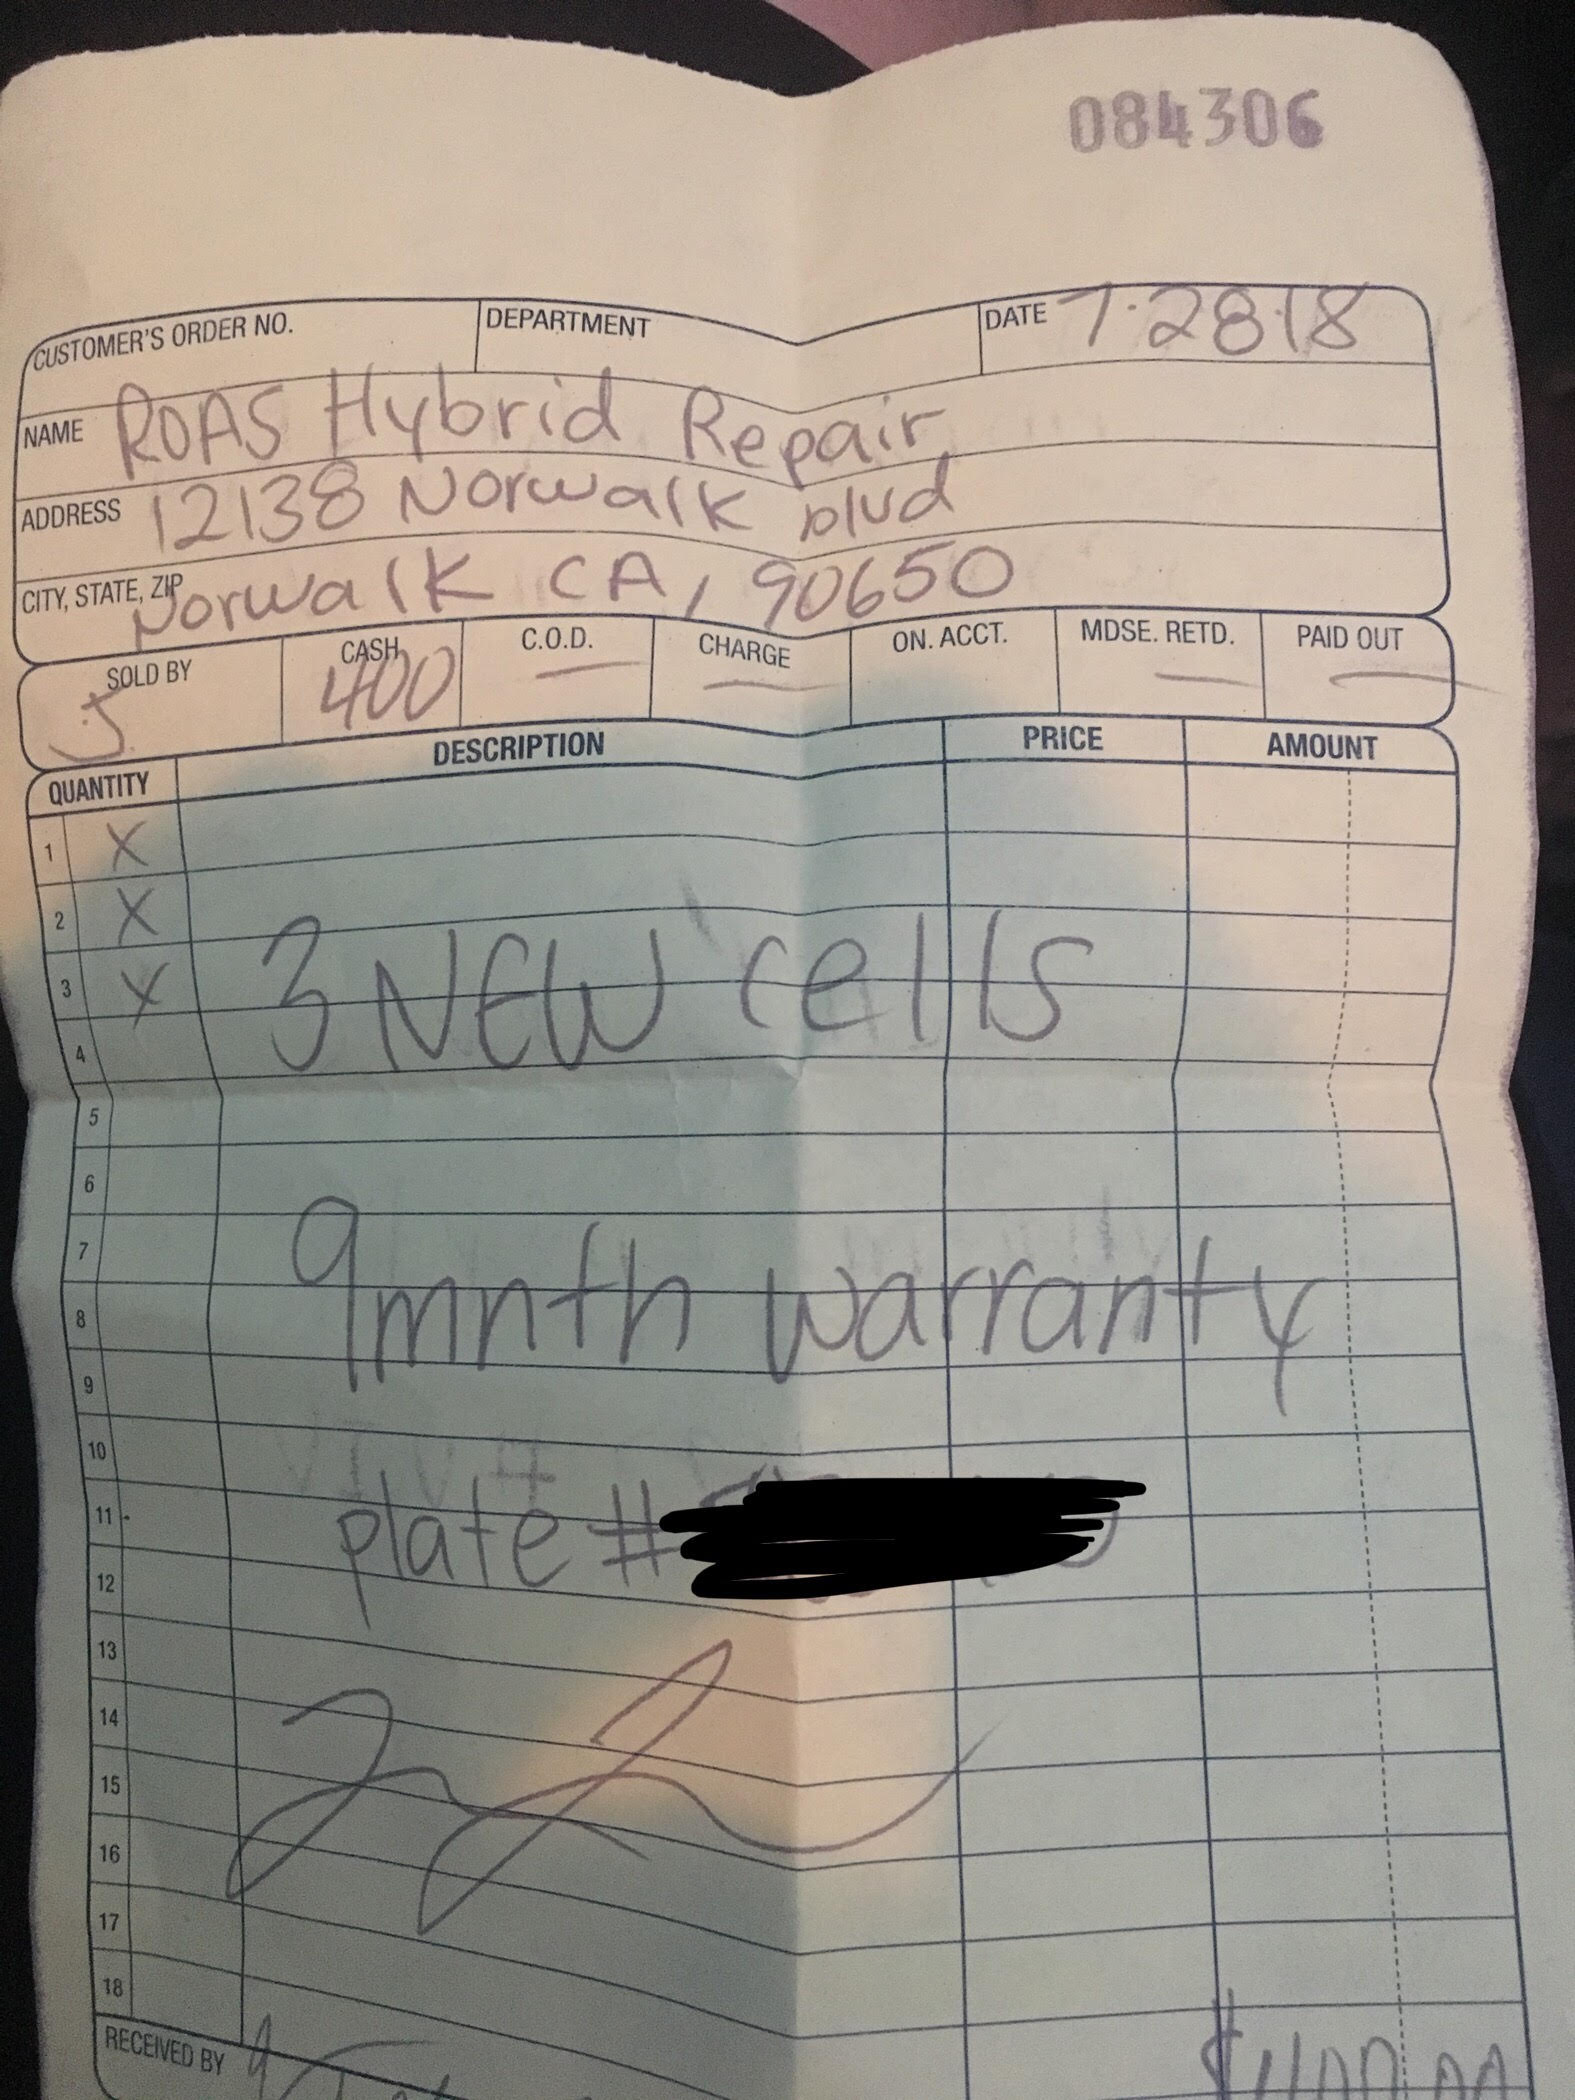 084306
CUSTOMER'S ORDER NO. DEPARTMENT DATE 7·28·18
NAME ROAS Hybrid Repair
ADDRESS 12138 Norwalk blvd
CITY, STATE, ZIP Norwalk CA, 90650
SOLD BY CASH C.O.D. CHARGE ON. ACCT. MDSE. RETD. PAID OUT
J 400 — — — —
QUANTITY DESCRIPTION PRICE AMOUNT
1 X
2 X
3 X 3 NEW cells
4
5
6
7
8 9mnth warranty
9
10
11 plate #
12
13
14
15
16
17
18
RECEIVED BY $400.00